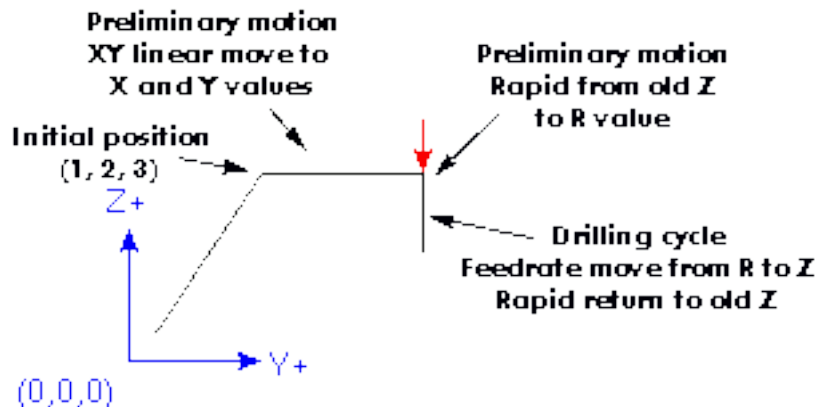 Preliminary motion
XY linear move to
X and Y values
Preliminary motion
Rapid from old Z
to R value
Initial position
(1, 2, 3)
Z+
Drilling cycle
Feedrate move from R to Z
Rapid return to old Z
Y+
(0,0,0)